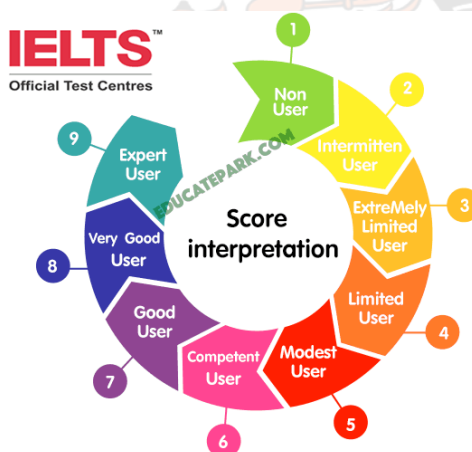 IELTS™
Official Test Centres
1
Non
User
2
Intermitten
User
3
ExtreMely
Limited
User
4
Limited
User
5
Modest
User
6
Competent
User
7
Good
User
8
Very Good
User
9
Expert
User
EDUCATEPARK.COM
Score
interpretation